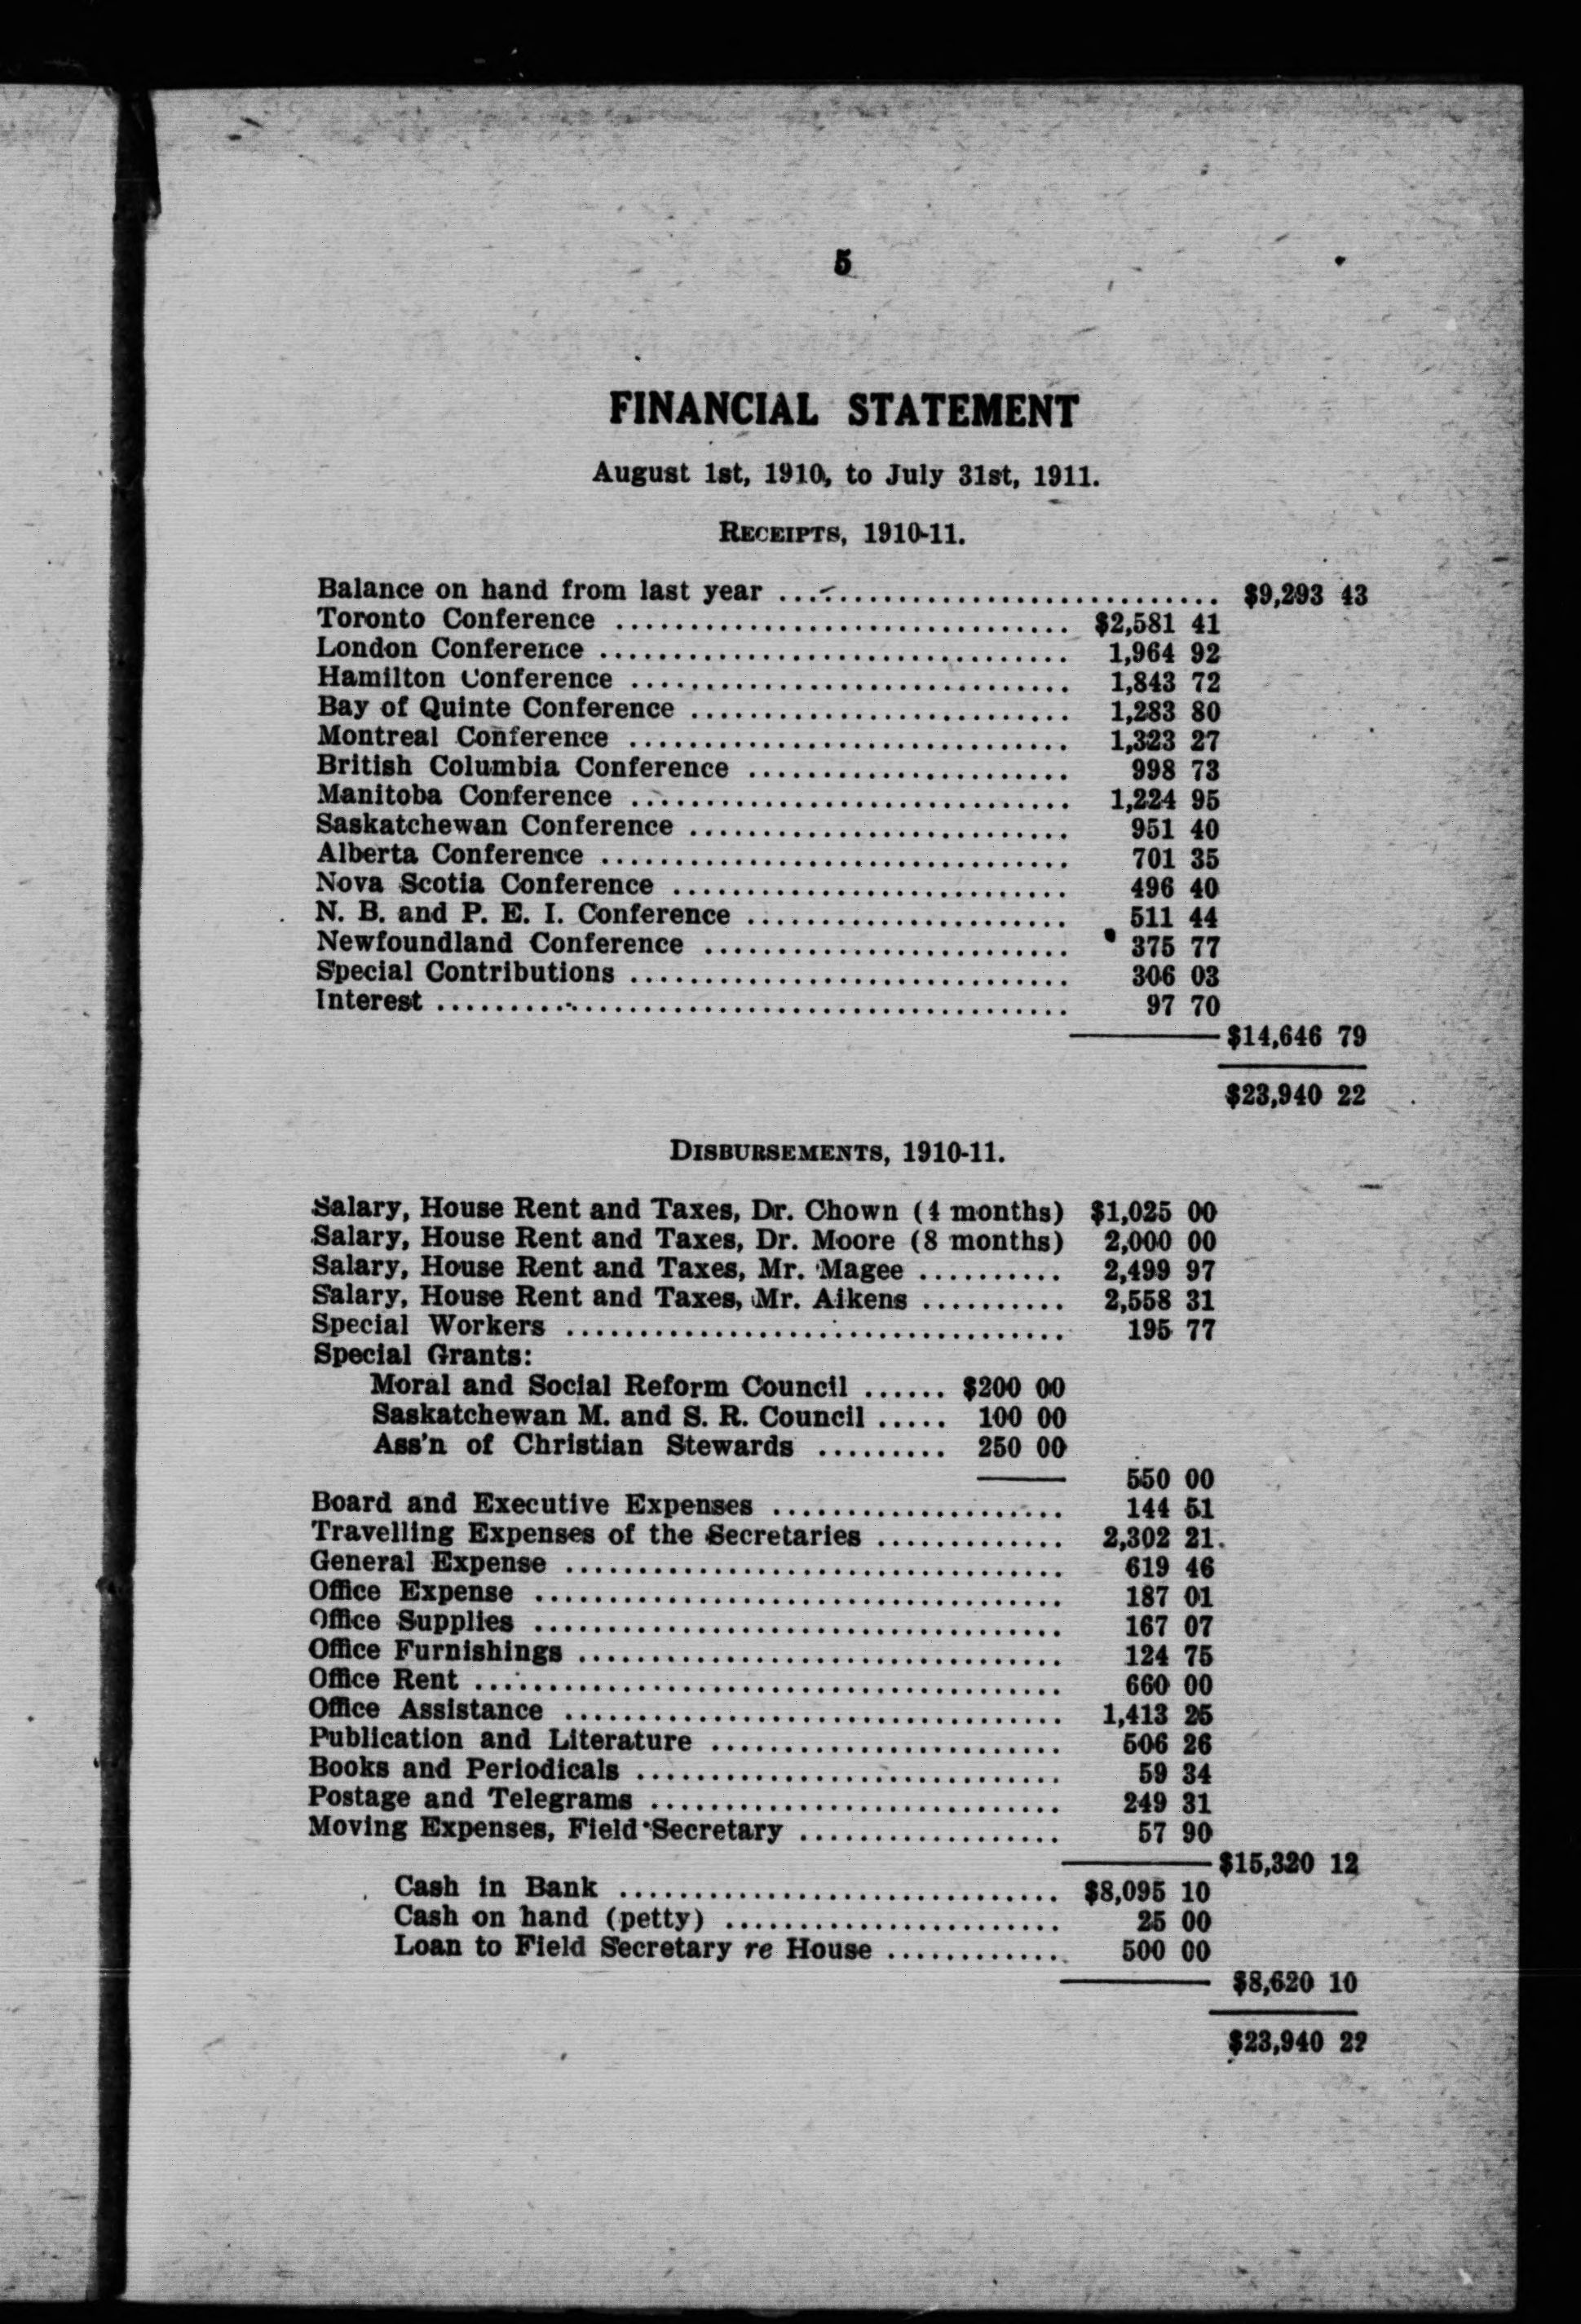 5
FINANCIAL STATEMENT
August 1st, 1910, to July 31st, 1911.
RECEIPTS, 1910-11.
Balance on hand from last year .............................. $9,293 43
Toronto Conference ............................... $2,581 41
London Conference ................................ 1,964 92
Hamilton Conference .............................. 1,843 72
Bay of Quinte Conference .......................... 1,283 80
Montreal Conference .............................. 1,323 27
British Columbia Conference ...................... 998 73
Manitoba Conference .............................. 1,224 95
Saskatchewan Conference .......................... 951 40
Alberta Conference ................................ 701 35
Nova Scotia Conference ........................... 496 40
N. B. and P. E. I. Conference ...................... 511 44
Newfoundland Conference ......................... 375 77
Special Contributions .............................. 306 03
Interest ........................................... 97 70
$14,646 79
$23,940 22
DISBURSEMENTS, 1910-11.
Salary, House Rent and Taxes, Dr. Chown (4 months) $1,025 00
Salary, House Rent and Taxes, Dr. Moore (8 months) 2,000 00
Salary, House Rent and Taxes, Mr. Magee .......... 2,499 97
Salary, House Rent and Taxes, Mr. Aikens .......... 2,558 31
Special Workers .................................. 195 77
Special Grants:
Moral and Social Reform Council ...... $200 00
Saskatchewan M. and S. R. Council ..... 100 00
Ass'n of Christian Stewards ......... 250 00
550 00
Board and Executive Expenses .................... 144 51
Travelling Expenses of the Secretaries ............. 2,302 21
General Expense .................................. 619 46
Office Expense .................................... 187 01
Office Supplies .................................... 167 07
Office Furnishings ................................. 124 75
Office Rent ........................................ 660 00
Office Assistance .................................. 1,413 25
Publication and Literature ........................ 506 26
Books and Periodicals ............................. 59 34
Postage and Telegrams ............................ 249 31
Moving Expenses, Field Secretary .................. 57 90
$15,320 12
Cash in Bank .............................. $8,095 10
Cash on hand (petty) ....................... 25 00
Loan to Field Secretary re House ............. 500 00
$8,620 10
$23,940 22